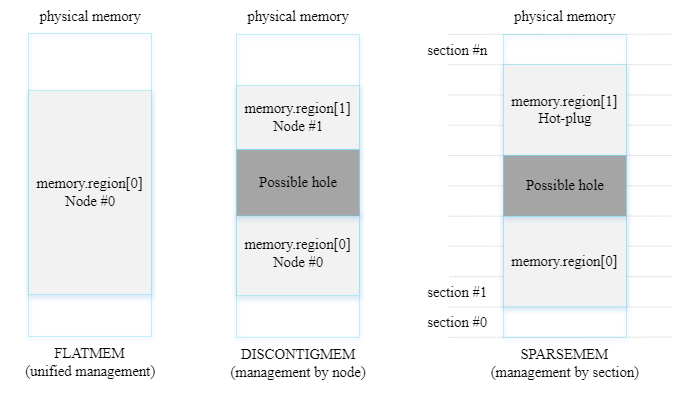 physical memory
memory.region[0]
Node #0
FLATMEM
(unified management)
physical memory
memory.region[1]
Node #1
Possible hole
memory.region[0]
Node #0
DISCONTIGMEM
(management by node)
physical memory
section #n
memory.region[1]
Hot-plug
Possible hole
memory.region[0]
section #1
section #0
SPARSEMEM
(management by section)